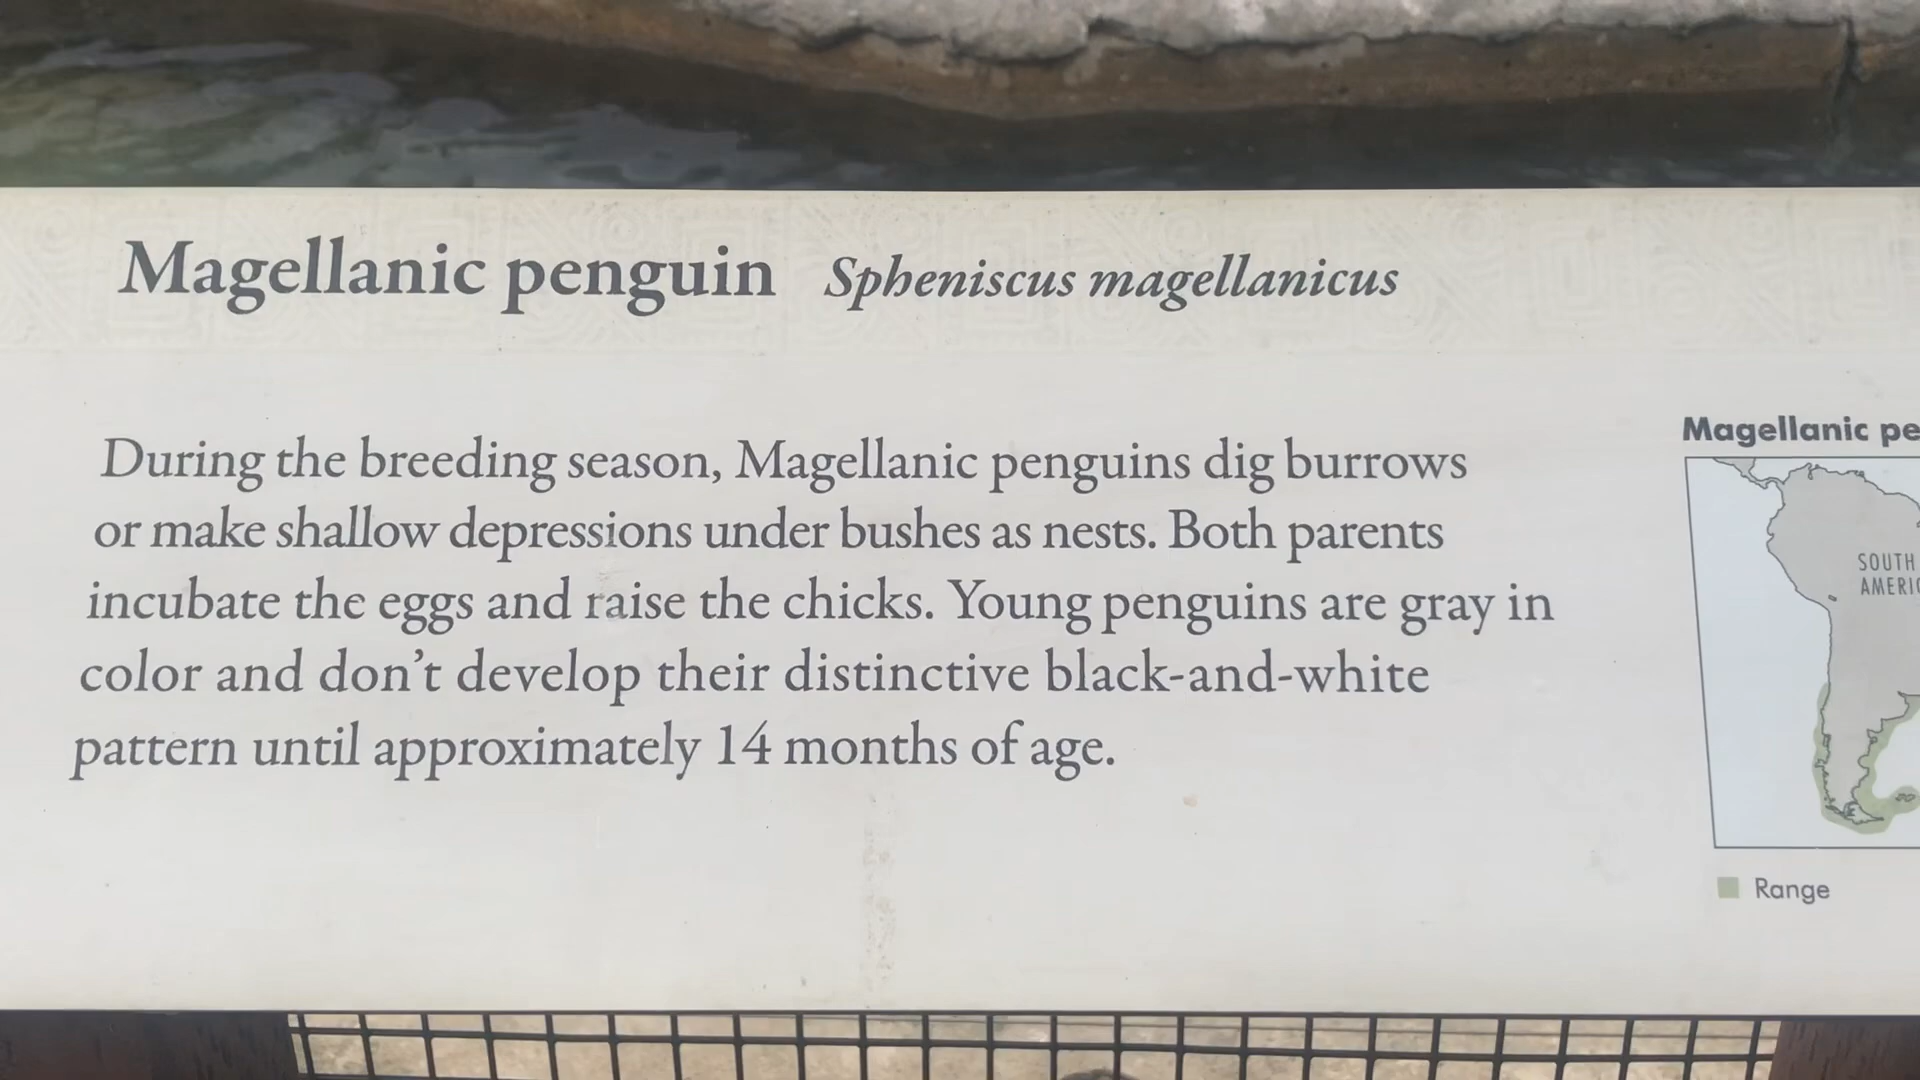 Magellanic penguin Spheniscus magellanicus
During the breeding season, Magellanic penguins dig burrows
or make shallow depressions under bushes as nests. Both parents
incubate the eggs and raise the chicks. Young penguins are gray in
color and don't develop their distinctive black-and-white
pattern until approximately 14 months of age.
Magellanic
SOUTH
Range